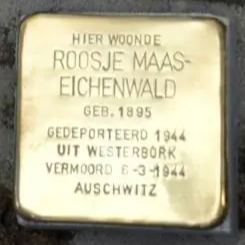 HIER WOONDE
ROOSJE MAAS-
EICHENWALD
GEB. 1895
GEDEPORTEERD 1944
UIT WESTERBORK
VERMOORD 6-3-1944
AUSCHWITZ